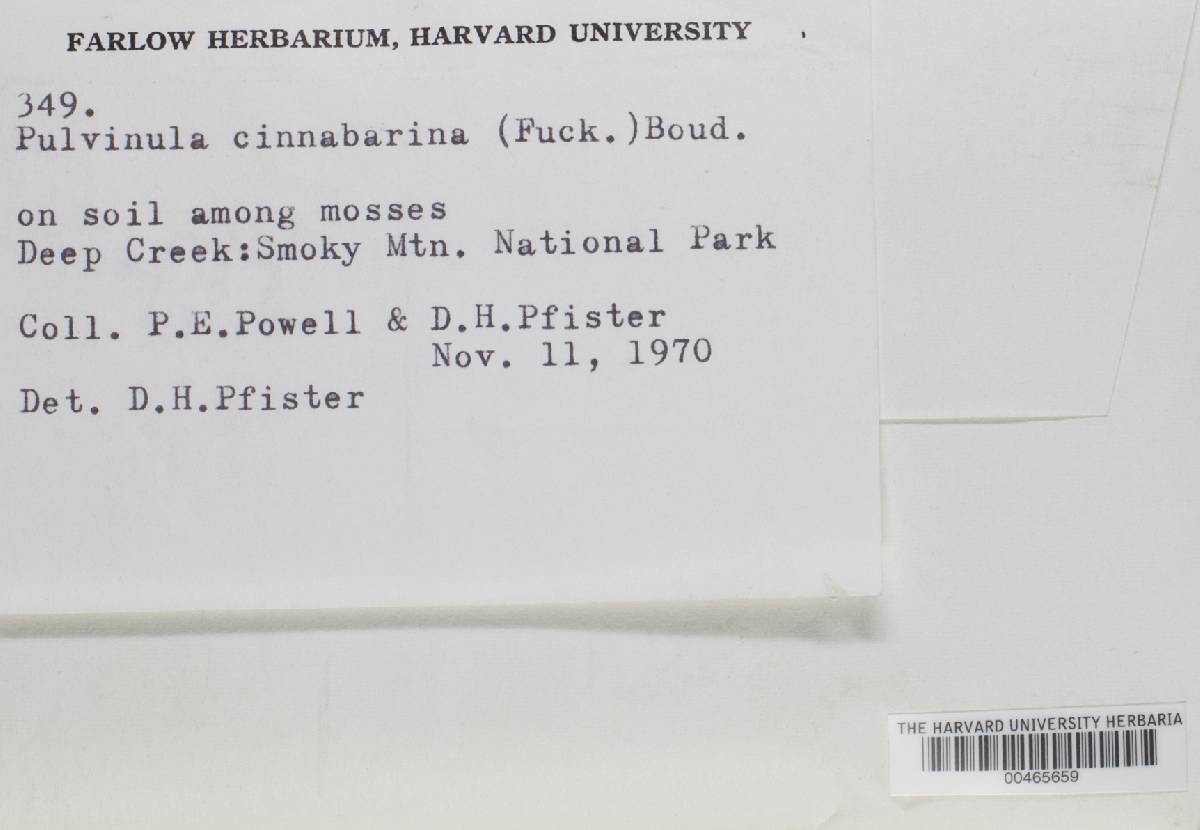 FARLOW HERBARIUM, HARVARD UNIVERSITY
349.
Pulvinula cinnabarina (Fuck.)Boud.
on soil among mosses
Deep Creek:Smoky Mtn. National Park
Coll. P.E.Powell & D.H.Pfister
Nov. 11, 1970
Det. D.H.Pfister
THE HARVARD UNIVERSITY HERBARIA
00465659